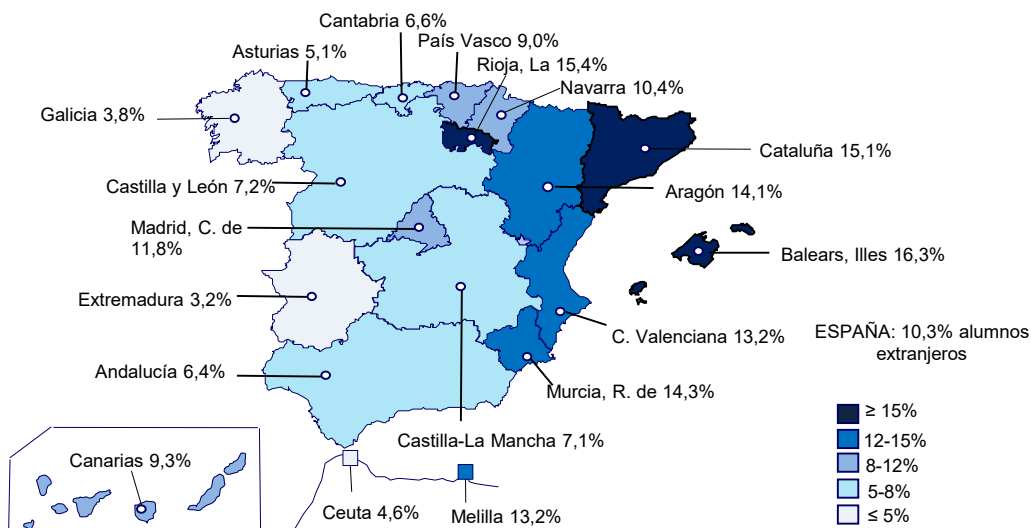 Cantabria 6,6%
País Vasco 9,0%
Asturias 5,1%
Rioja, La 15,4%
Navarra 10,4%
Galicia 3,8%
Cataluña 15,1%
Castilla y León 7,2%
Aragón 14,1%
Madrid, C. de
11,8%
Balears, Illes 16,3%
Extremadura 3,2%
C. Valenciana 13,2%
ESPAÑA: 10,3% alumnos
extranjeros
Andalucía 6,4%
Murcia, R. de 14,3%
Castilla-La Mancha 7,1%
Canarias 9,3%
Ceuta 4,6%
Melilla 13,2%
≥ 15%
12-15%
8-12%
5-8%
≤ 5%